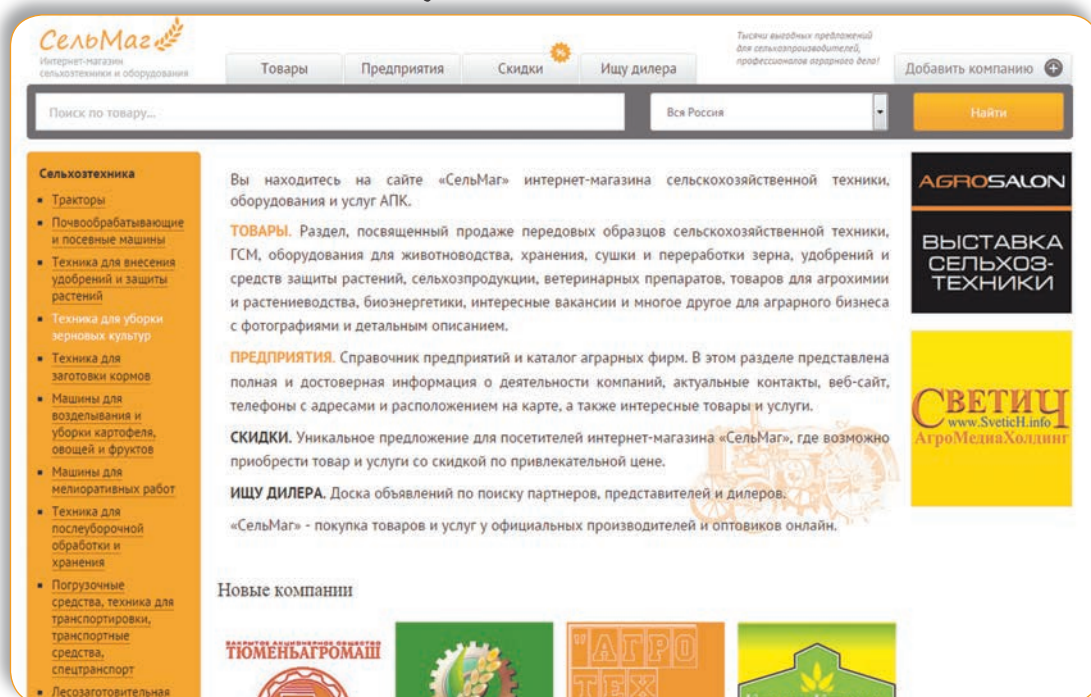 СельМаг
Интернет-магазин
сельхозтехники и оборудования
Товары
Предприятия
Скидки
%
Ищу дилера
Тысячи выгодных предложений
для сельхозпроизводителей,
профессионалов аграрного дела!
Добавить компанию
Поиск по товару...
Вся Россия
Найти
Сельхозтехника
Тракторы
Почвообрабатывающие
и посевные машины
Техника для внесения
удобрений и защиты
растений
Техника для уборки
зерновых культур
Техника для
заготовки кормов
Машины для
возделывания и
уборки картофеля,
овощей и фруктов
Машины для
мелиоративных работ
Техника для
послеуборочной
обработки и
хранения
Погрузочные
средства, техника для
транспортировки,
транспортные
средства,
спецтранспорт
Лесозаготовительная
Вы находитесь на сайте «СельМаг» интернет-магазина сельскохозяйственной техники,
оборудования и услуг АПК.
ТОВАРЫ. Раздел, посвященный продаже передовых образцов сельскохозяйственной техники,
ГСМ, оборудования для животноводства, хранения, сушки и переработки зерна, удобрений и
средств защиты растений, сельхозпродукции, ветеринарных препаратов, товаров для агрохимии
и растениеводства, биоэнергетики, интересные вакансии и многое другое для аграрного бизнеса
с фотографиями и детальным описанием.
ПРЕДПРИЯТИЯ. Справочник предприятий и каталог аграрных фирм. В этом разделе представлена
полная и достоверная информация о деятельности компаний, актуальные контакты, веб-сайт,
телефоны с адресами и расположением на карте, а также интересные товары и услуги.
СКИДКИ. Уникальное предложение для посетителей интернет-магазина «СельМаг», где возможно
приобрести товар и услуги со скидкой по привлекательной цене.
ИЩУ ДИЛЕРА. Доска объявлений по поиску партнеров, представителей и дилеров.
«СельМаг» - покупка товаров и услуг у официальных производителей и оптовиков онлайн.
AGROSALON
ВЫСТАВКА
СЕЛЬХОЗ-
ТЕХНИКИ
СВЕТИЧ
www.SveticH.info
АгроМедиаХолдинг
Новые компании
ЗАКРЫТОЕ АКЦИОНЕРНОЕ ОБЩЕСТВО
ТЮМЕНЬАГРОМАШ
"АГРО
ТЕХ